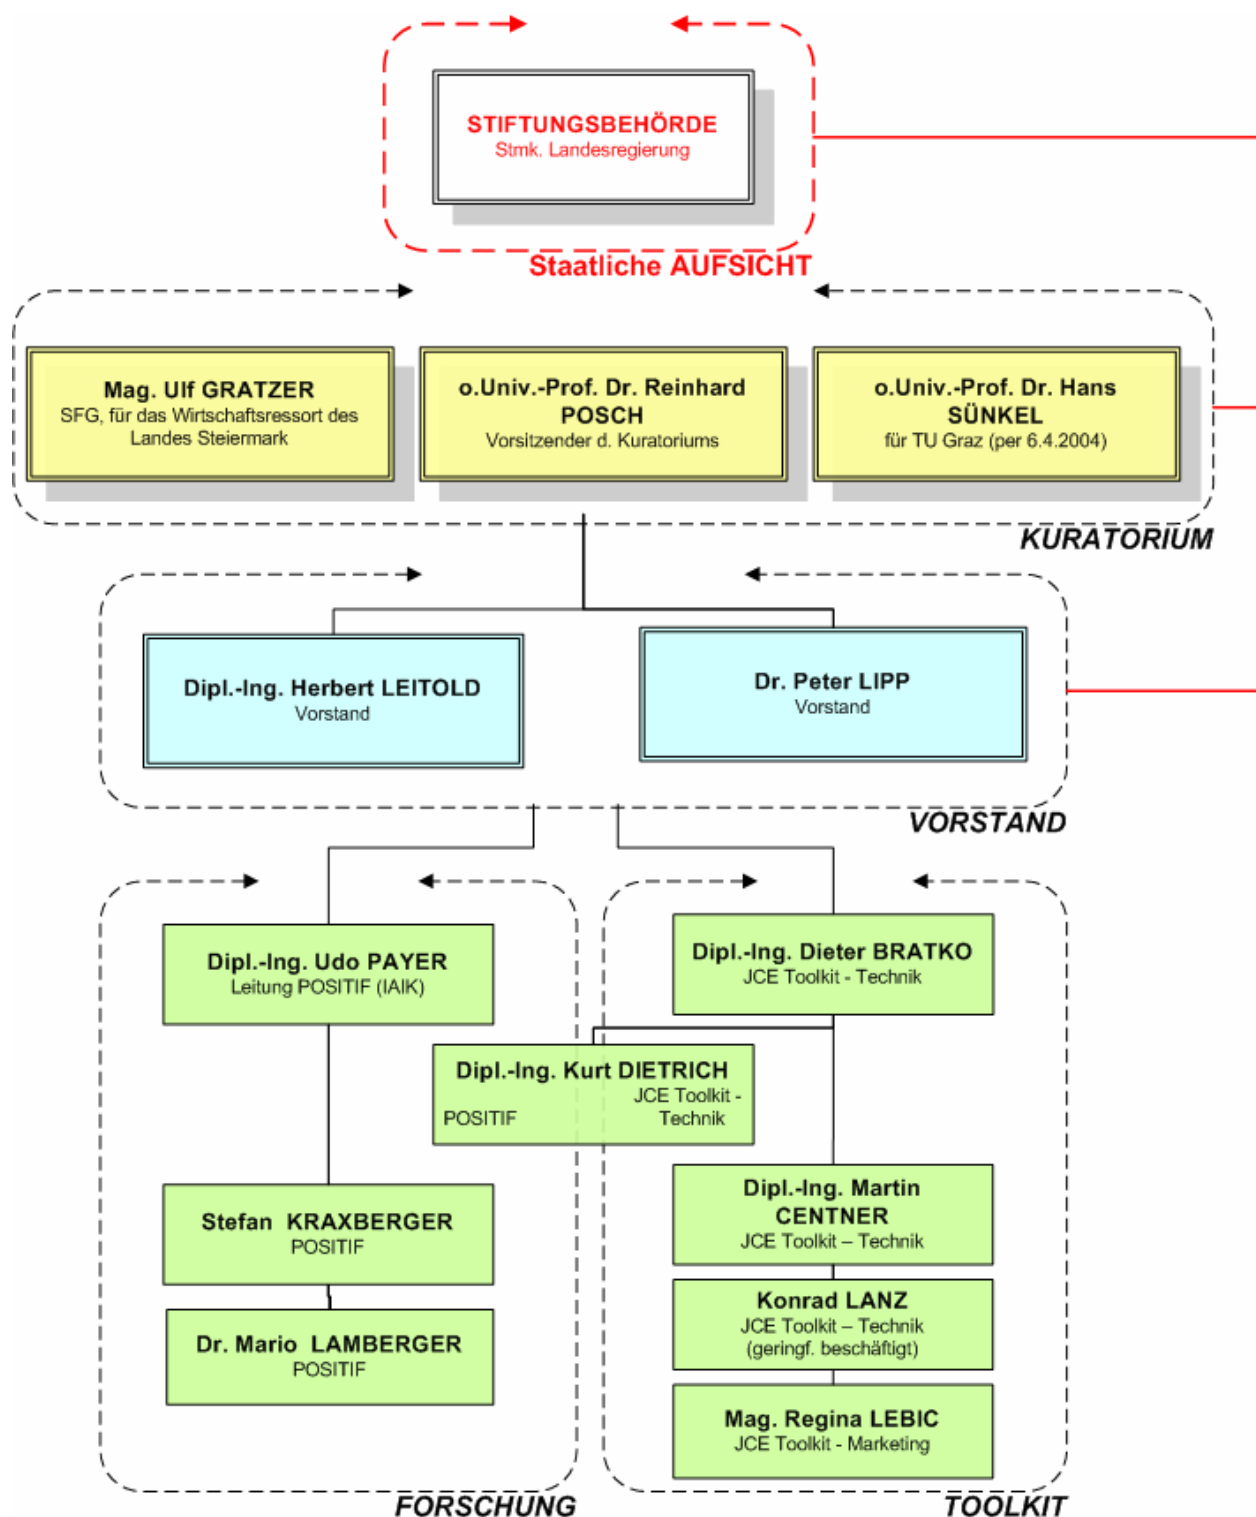 STIFTUNGSBEHÖRDE
Stmk. Landesregierung
Staatliche AUFSICHT
Mag. Ulf GRATZER
SFG, für das Wirtschaftsressort des
Landes Steiermark
o.Univ.-Prof. Dr. Reinhard
POSCH
Vorsitzender d. Kuratoriums
o.Univ.-Prof. Dr. Hans
SÜNKEL
für TU Graz (per 6.4.2004)
KURATORIUM
Dipl.-Ing. Herbert LEITOLD
Vorstand
Dr. Peter LIPP
Vorstand
VORSTAND
Dipl.-Ing. Udo PAYER
Leitung POSITIF (IAIK)
Dipl.-Ing. Dieter BRATKO
JCE Toolkit - Technik
Dipl.-Ing. Kurt DIETRICH
POSITIF
JCE Toolkit -
Technik
Stefan KRAXBERGER
POSITIF
Dr. Mario LAMBERGER
POSITIF
Dipl.-Ing. Martin
CENTNER
JCE Toolkit – Technik
Konrad LANZ
JCE Toolkit – Technik
(geringf. beschäftigt)
Mag. Regina LEBIC
JCE Toolkit - Marketing
FORSCHUNG
TOOLKIT